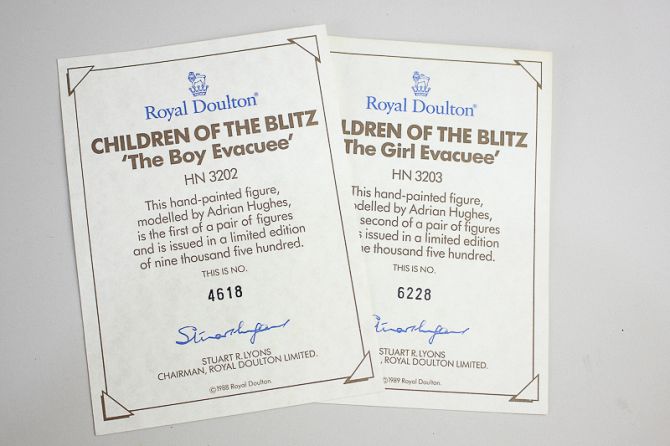 Royal Doulton®
CHILDREN OF THE BLITZ
'The Boy Evacuee'
HN 3202
This hand-painted figure,
modelled by Adrian Hughes,
is the first of a pair of figures
and is issued in a limited edition
of nine thousand five hundred.
THIS IS NO.
4618
STUART R. LYONS
CHAIRMAN, ROYAL DOULTON LIMITED.
©1988 Royal Doulton.
Royal Doulton®
LDREN OF THE BLITZ
The Girl Evacuee'
HN 3203
This hand-painted figure,
delled by Adrian Hughes,
second of a pair of figures
s issued in a limited edition
ne thousand five hundred.
THIS IS NO.
6228
STUART R. LYONS
, ROYAL DOULTON LIMITED.
©1989 Royal Doulton.